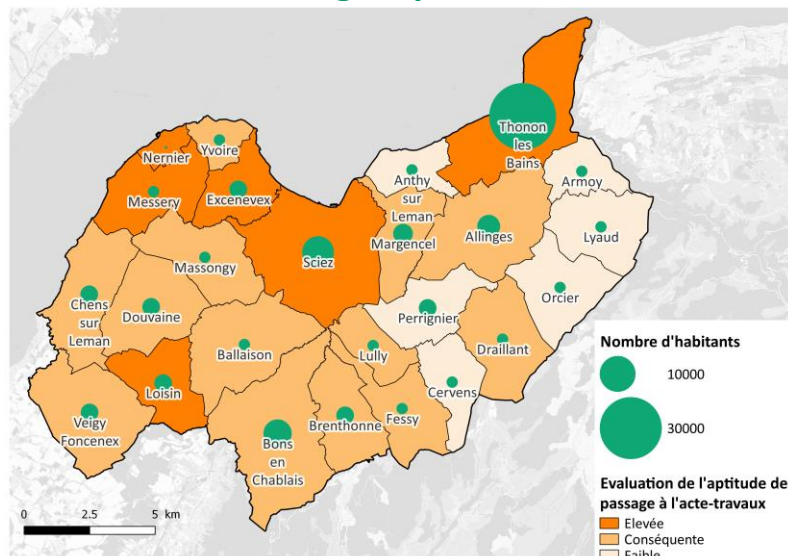 Thonon
les
Bains
Nernier
Yvoire
Messery
Excenevex
Anthy
sur
Leman
Armoy
Margencel
Allinges
Lyaud
Sciez
Massongy
Orcier
Chens
sur
Leman
Douvaine
Perrignier
Ballaison
Lully
Draillant
Loisin
Cervens
Veigy
Foncenex
Bons
en
Chablais
Brenthonne
Fessy
Nombre d'habitants
10000
30000
Evaluation de l'aptitude de
passage à l'acte-travaux
Elevée
Conséquente
Faible
0 2.5 5 km